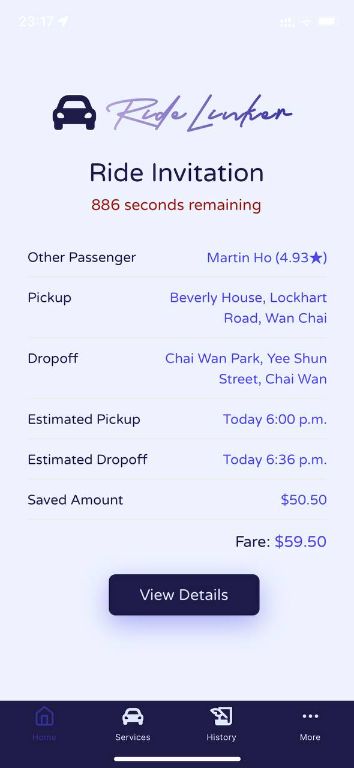 23:17
Ride Linker
Ride Invitation
886 seconds remaining
Other Passenger Martin Ho (4.93★)
Pickup Beverly House, Lockhart
Road, Wan Chai
Dropoff Chai Wan Park, Yee Shun
Street, Chai Wan
Estimated Pickup Today 6:00 p.m.
Estimated Dropoff Today 6:36 p.m.
Saved Amount $50.50
Fare: $59.50
View Details
Home Services History More